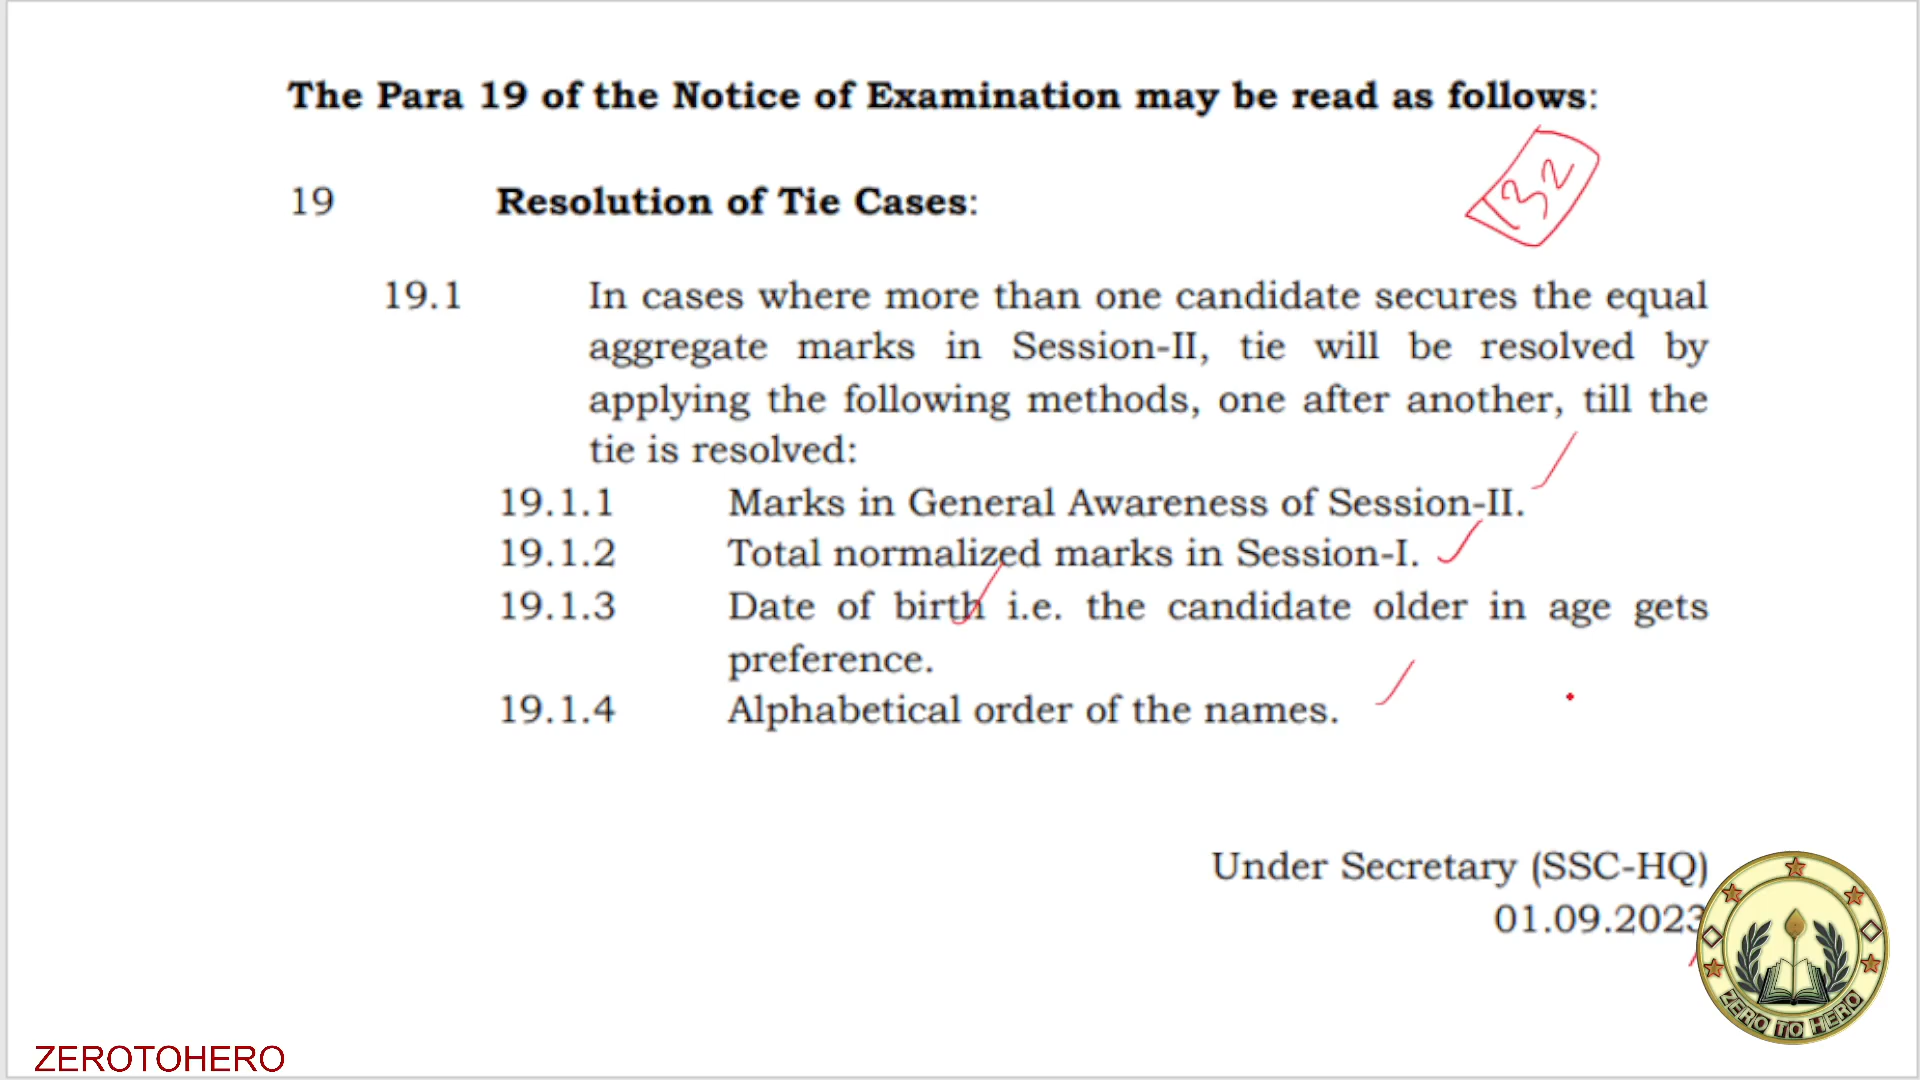 The Para 19 of the Notice of Examination may be read as follows:
132
19 Resolution of Tie Cases:
19.1 In cases where more than one candidate secures the equal
aggregate marks in Session-II, tie will be resolved by
applying the following methods, one after another, till the
tie is resolved:
19.1.1 Marks in General Awareness of Session-II.
19.1.2 Total normalized marks in Session-I.
19.1.3 Date of birth i.e. the candidate older in age gets
preference.
19.1.4 Alphabetical order of the names.
Under Secretary (SSC-HQ)
01.09.2023
ZERO TO HERO
ZEROTOHERO